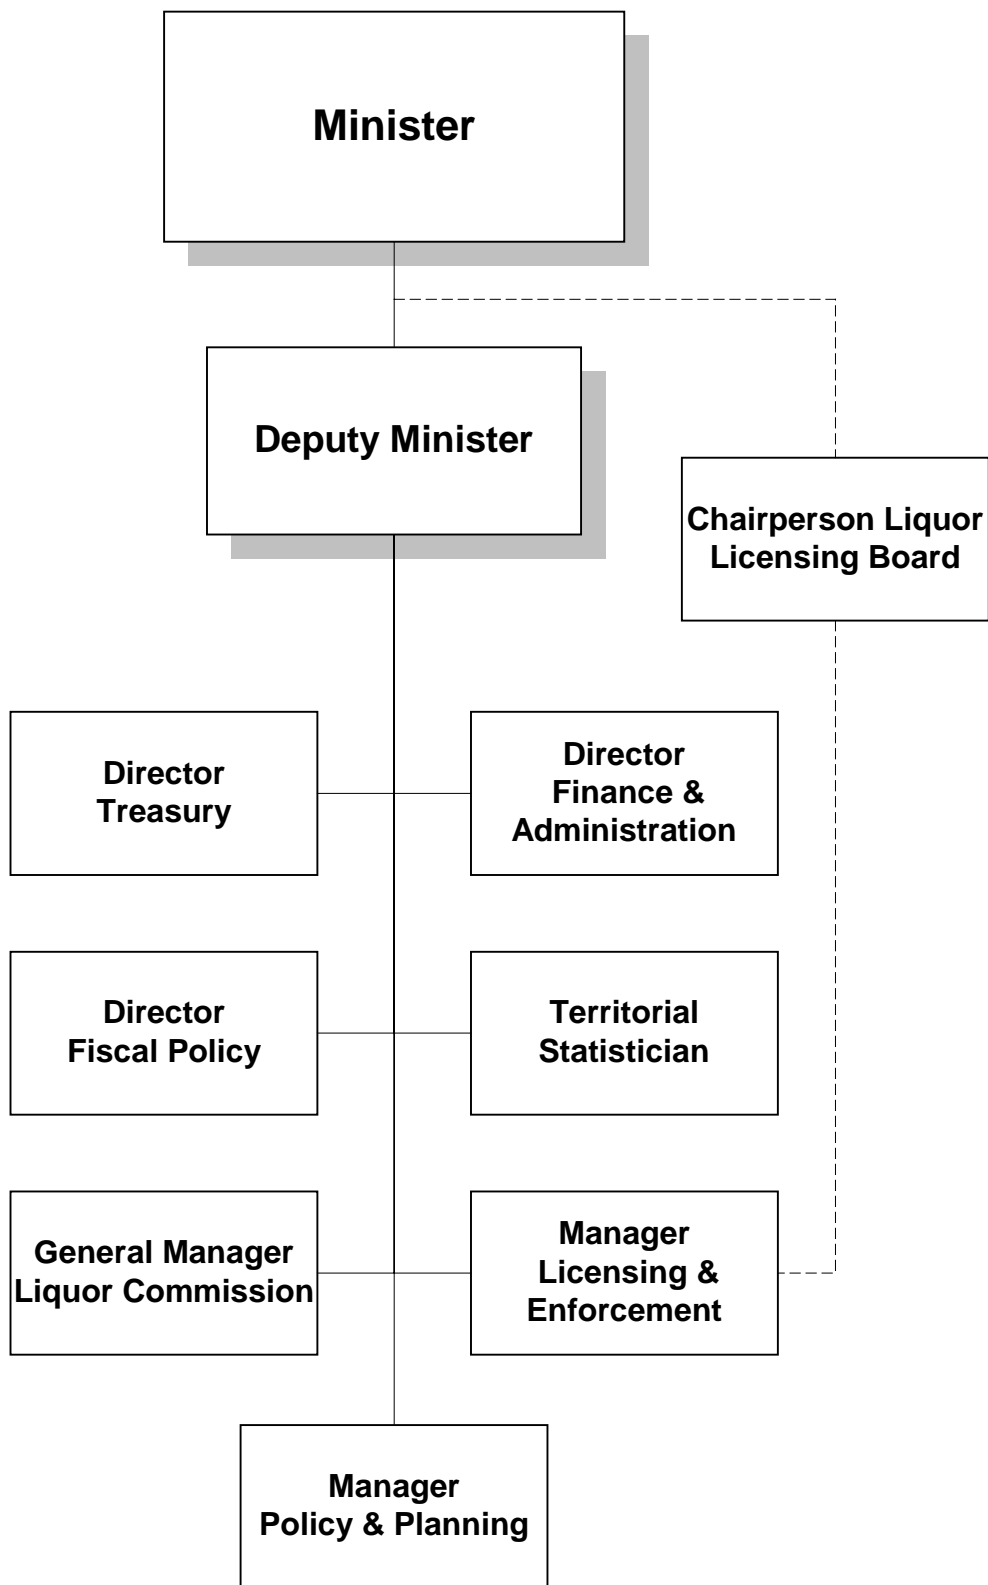 Minister
Deputy Minister
Chairperson Liquor
Licensing Board
Director
Treasury
Director
Finance &
Administration
Director
Fiscal Policy
Territorial
Statistician
General Manager
Liquor Commission
Manager
Licensing &
Enforcement
Manager
Policy & Planning